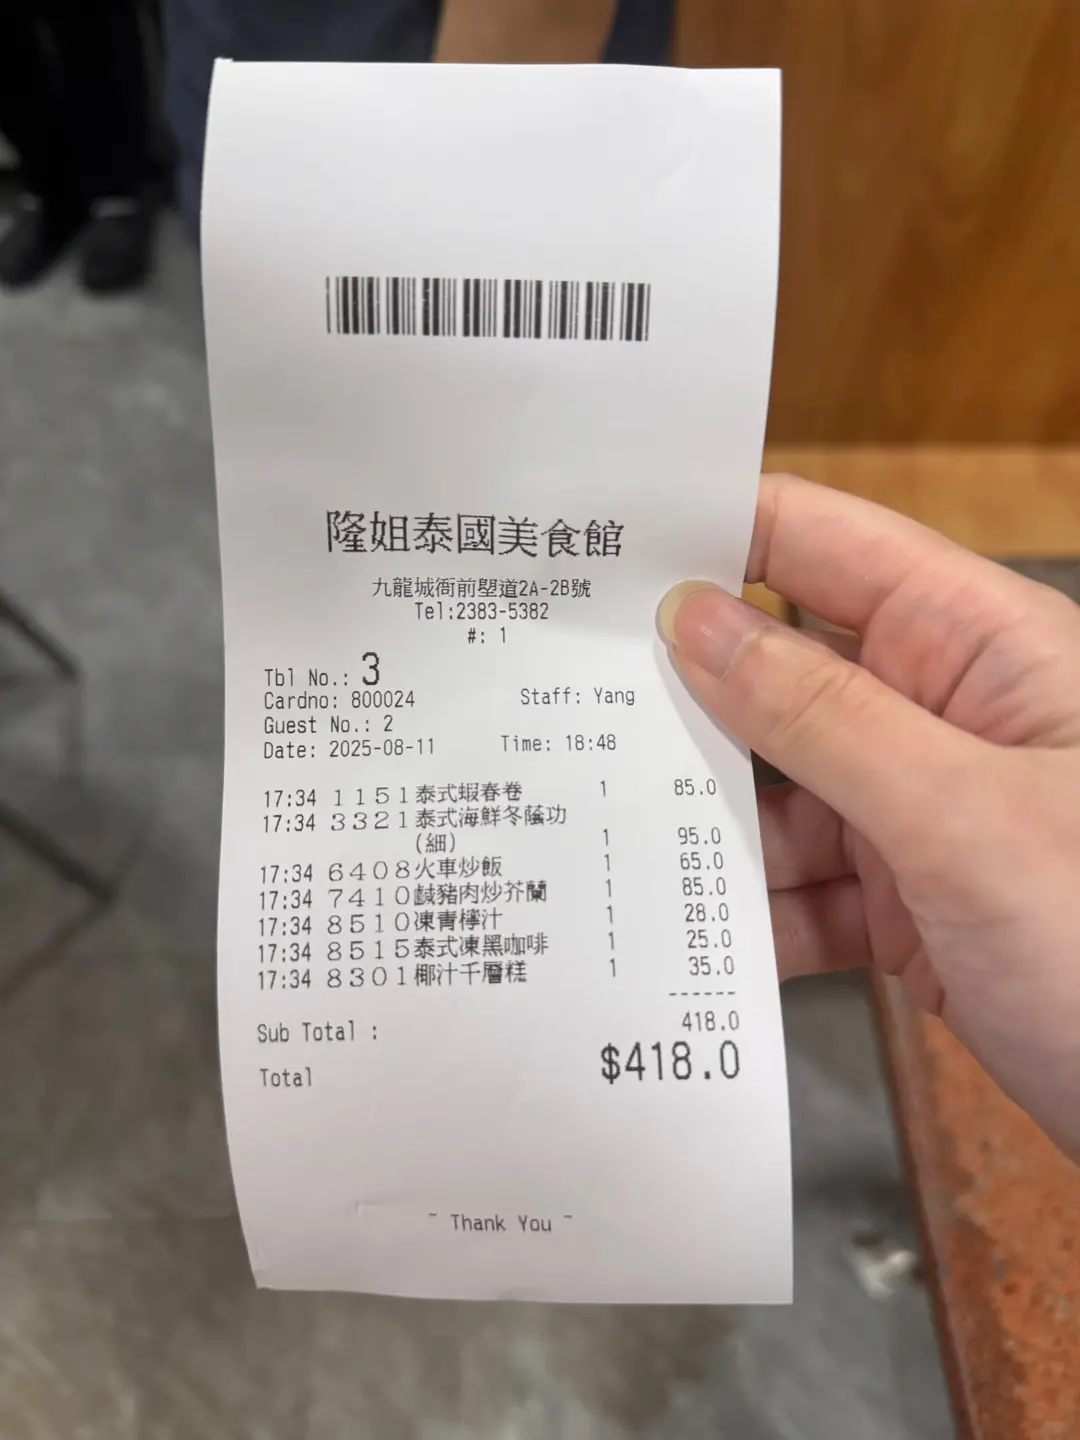 隆姐泰國美食館
九龍城衙前塱道2A-2B號
Tel:2383-5382
#: 1
Tbl No.: 3
Cardno: 800024 Staff: Yang
Guest No.: 2
Date: 2025-08-11 Time: 18:48
17:34 1151泰式蝦春卷 1 85.0
17:34 3321泰式海鮮冬蔭功
(細) 1 95.0
17:34 6408火車炒飯 1 65.0
17:34 7410鹹豬肉炒芥蘭 1 85.0
17:34 8510凍青檸汁 1 28.0
17:34 8515泰式凍黑咖啡 1 25.0
17:34 8301椰汁千層糕 1 35.0
------
Sub Total : 418.0
Total $418.0
~ Thank You ~